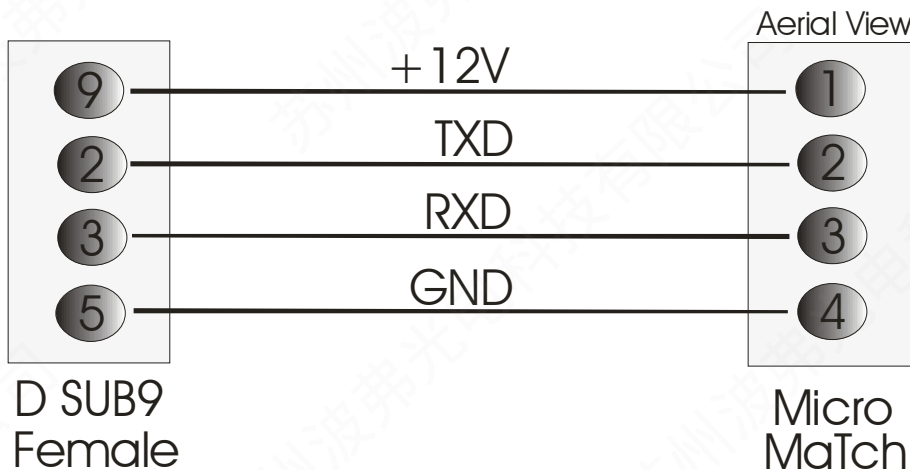 Aerial View
9 +12V 1
2 TXD 2
3 RXD 3
5 GND 4
D SUB9
Female
Micro
MaTch